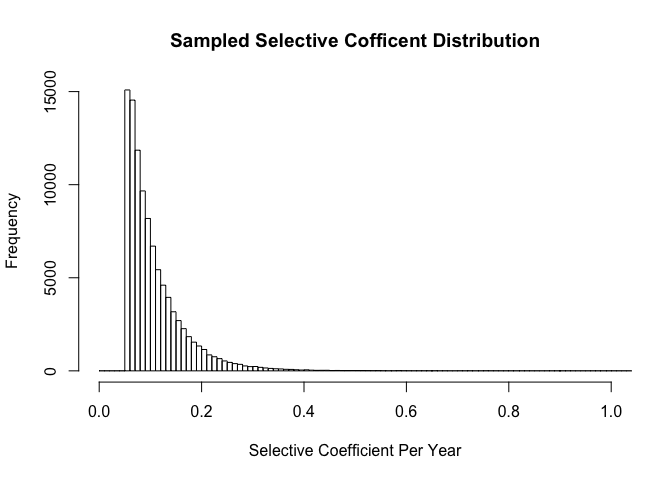 Sampled Selective Cofficent Distribution
15000
10000
5000
0
Frequency
0.0 0.2 0.4 0.6 0.8 1.0
Selective Coefficient Per Year